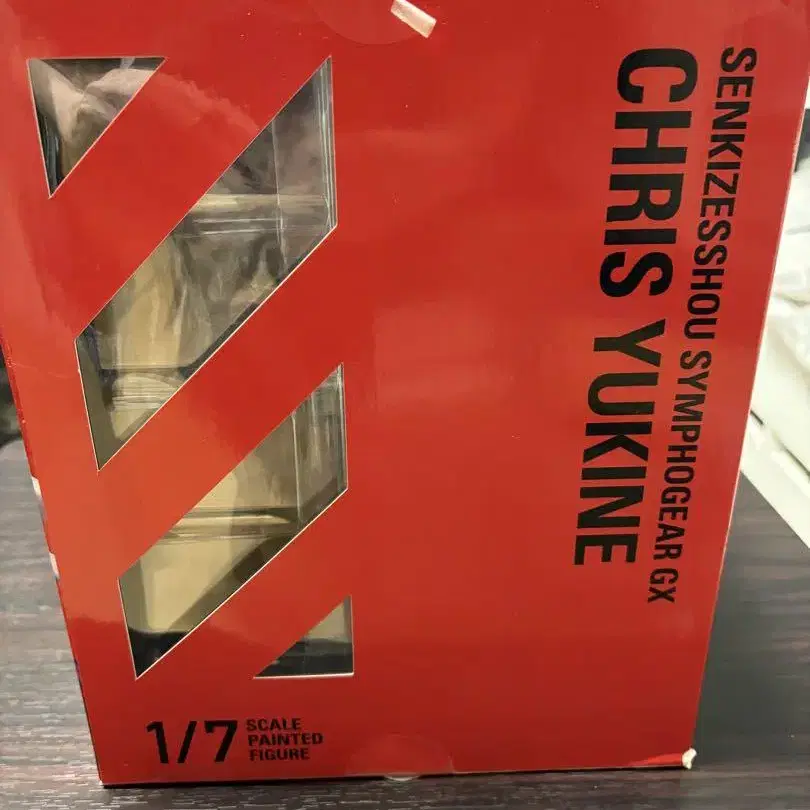 SENKIZESSHOU SYMPHOGEAR GX
CHRIS YUKINE
1/7
SCALE
PAINTED
FIGURE